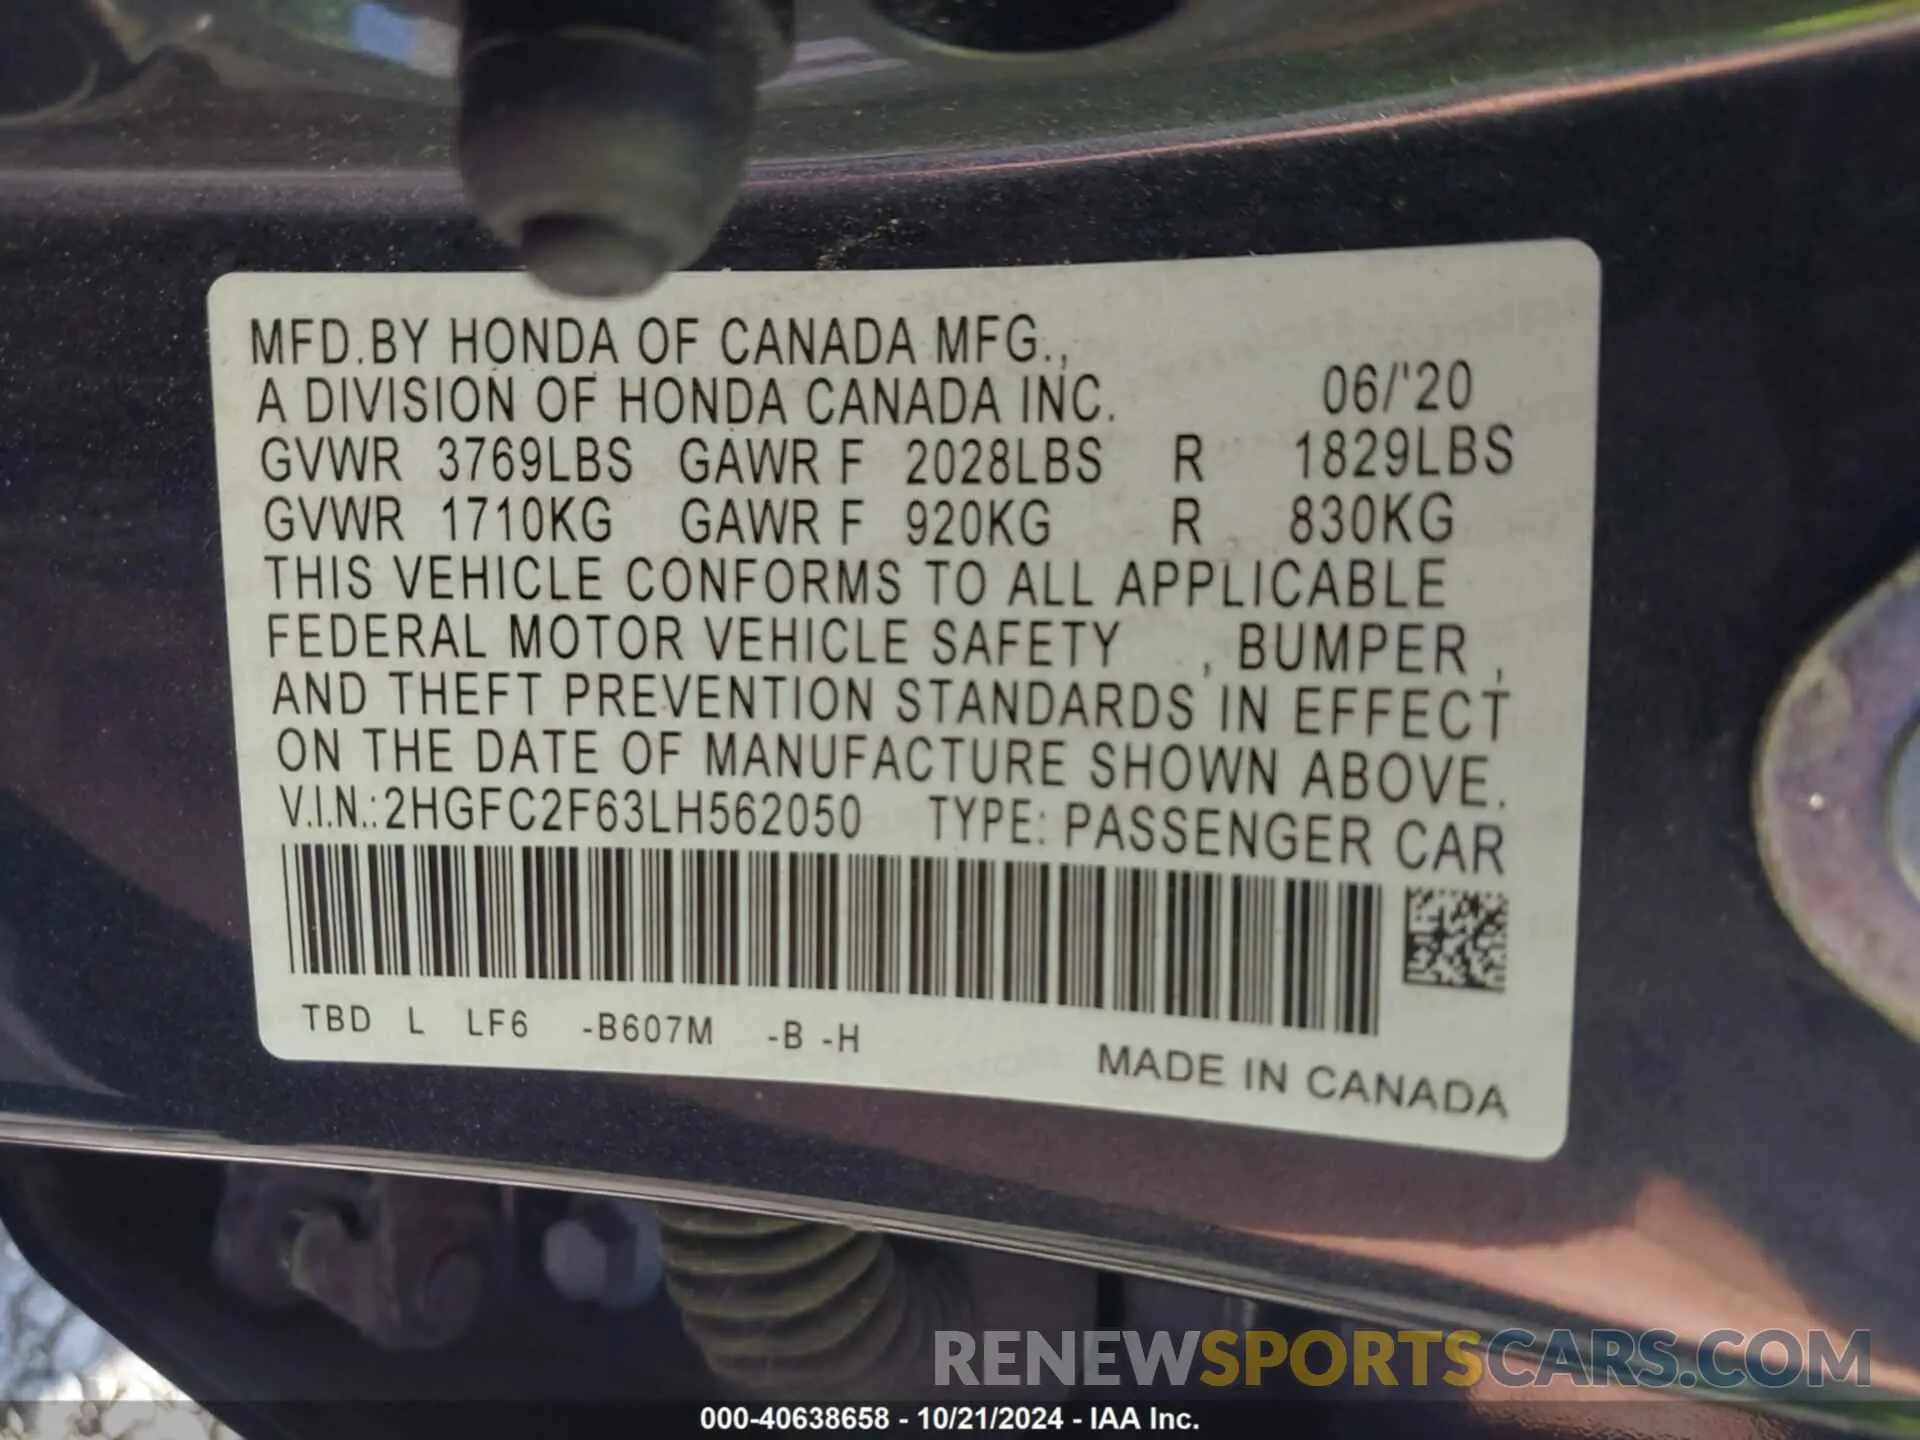 MFD.BY HONDA OF CANADA MFG.,
A DIVISION OF HONDA CANADA INC. 06/'20
GVWR 3769LBS GAWR F 2028LBS R 1829LBS
GVWR 1710KG GAWR F 920KG R 830KG
THIS VEHICLE CONFORMS TO ALL APPLICABLE
FEDERAL MOTOR VEHICLE SAFETY , BUMPER ,
AND THEFT PREVENTION STANDARDS IN EFFECT
ON THE DATE OF MANUFACTURE SHOWN ABOVE.
V.I.N.:2HGFC2F63LH562050 TYPE: PASSENGER CAR
TBD L LF6 -B607M -B -H
MADE IN CANADA
RENEWSPORTSCARS.COM
000-40638658 - 10/21/2024 - IAA Inc.